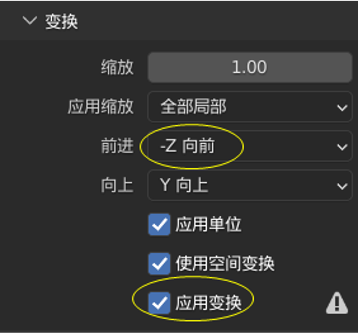 变换
缩放 1.00
应用缩放 全部局部
前进 -Z 向前
向上 Y 向上
应用单位
使用空间变换
应用变换